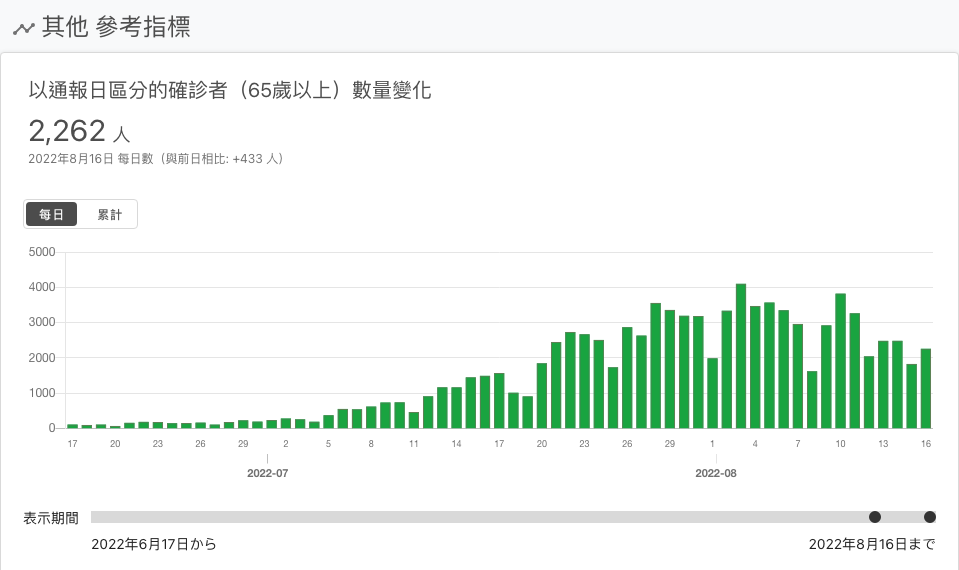 其他 參考指標
以通報日區分的確診者（65歲以上）數量變化
2,262 人
2022年8月16日 每日數（與前日相比: +433 人）
每日 累計
5000
4000
3000
2000
1000
0
17 20 23 26 29 2 5 8 11 14 17 20 23 26 29 1 4 7 10 13 16
2022-07 2022-08
表示期間
2022年6月17日から 2022年8月16日まで